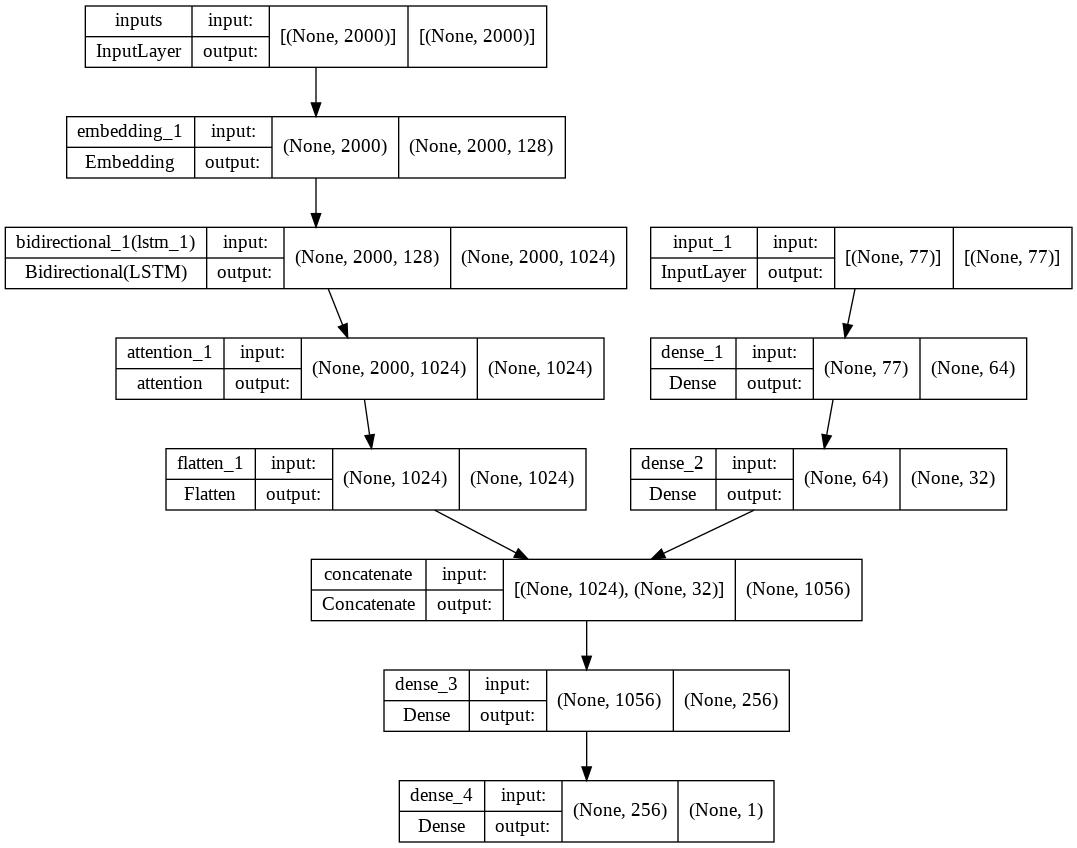 inputs input: [(None, 2000)] [(None, 2000)]
InputLayer output:
embedding_1 input: (None, 2000) (None, 2000, 128)
Embedding output:
bidirectional_1(lstm_1) input: (None, 2000, 128) (None, 2000, 1024)
Bidirectional(LSTM) output:
input_1 input: [(None, 77)] [(None, 77)]
InputLayer output:
attention_1 input: (None, 2000, 1024) (None, 1024)
attention output:
dense_1 input: (None, 77) (None, 64)
Dense output:
flatten_1 input: (None, 1024) (None, 1024)
Flatten output:
dense_2 input: (None, 64) (None, 32)
Dense output:
concatenate input: [(None, 1024), (None, 32)] (None, 1056)
Concatenate output:
dense_3 input: (None, 1056) (None, 256)
Dense output:
dense_4 input: (None, 256) (None, 1)
Dense output: